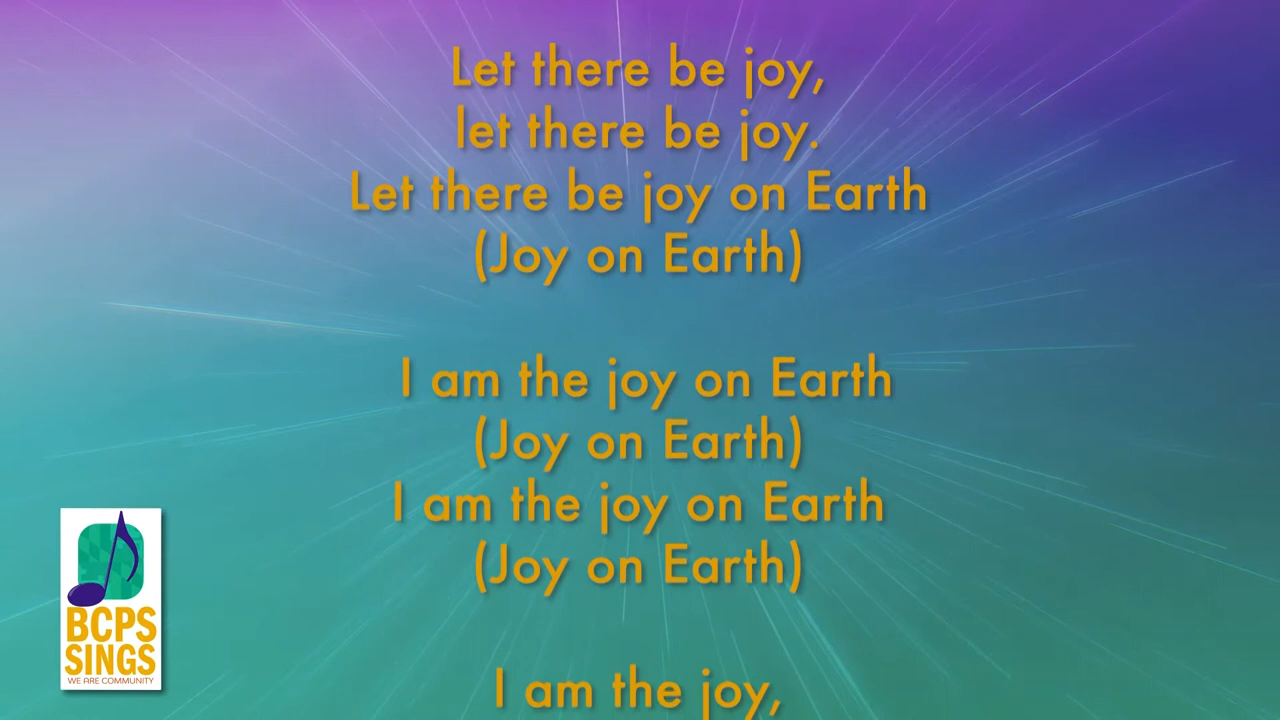 Let there be joy,
let there be joy.
Let there be joy on Earth
(Joy on Earth)
I am the joy on Earth
(Joy on Earth)
I am the joy on Earth
(Joy on Earth)
I am the joy,
BCPS
SINGS
WE ARE COMMUNITY